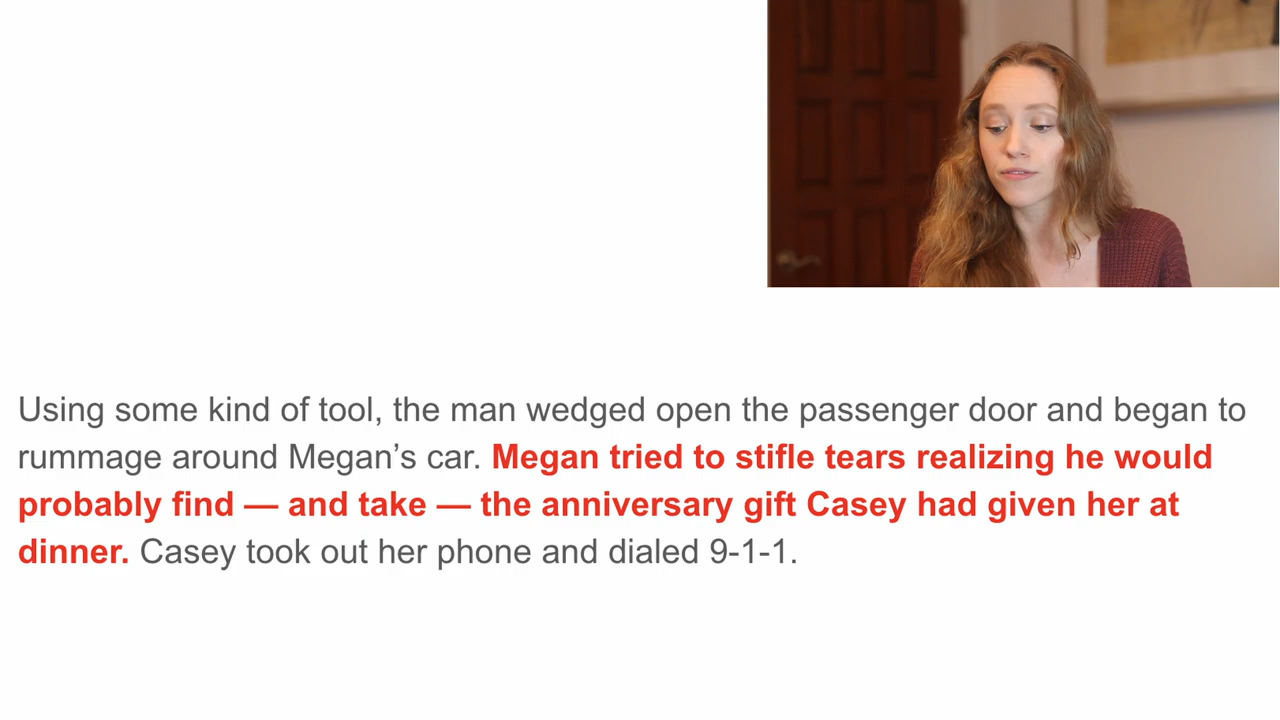 Using some kind of tool, the man wedged open the passenger door and began to
rummage around Megan’s car. Megan tried to stifle tears realizing he would
probably find — and take — the anniversary gift Casey had given her at
dinner. Casey took out her phone and dialed 9-1-1.